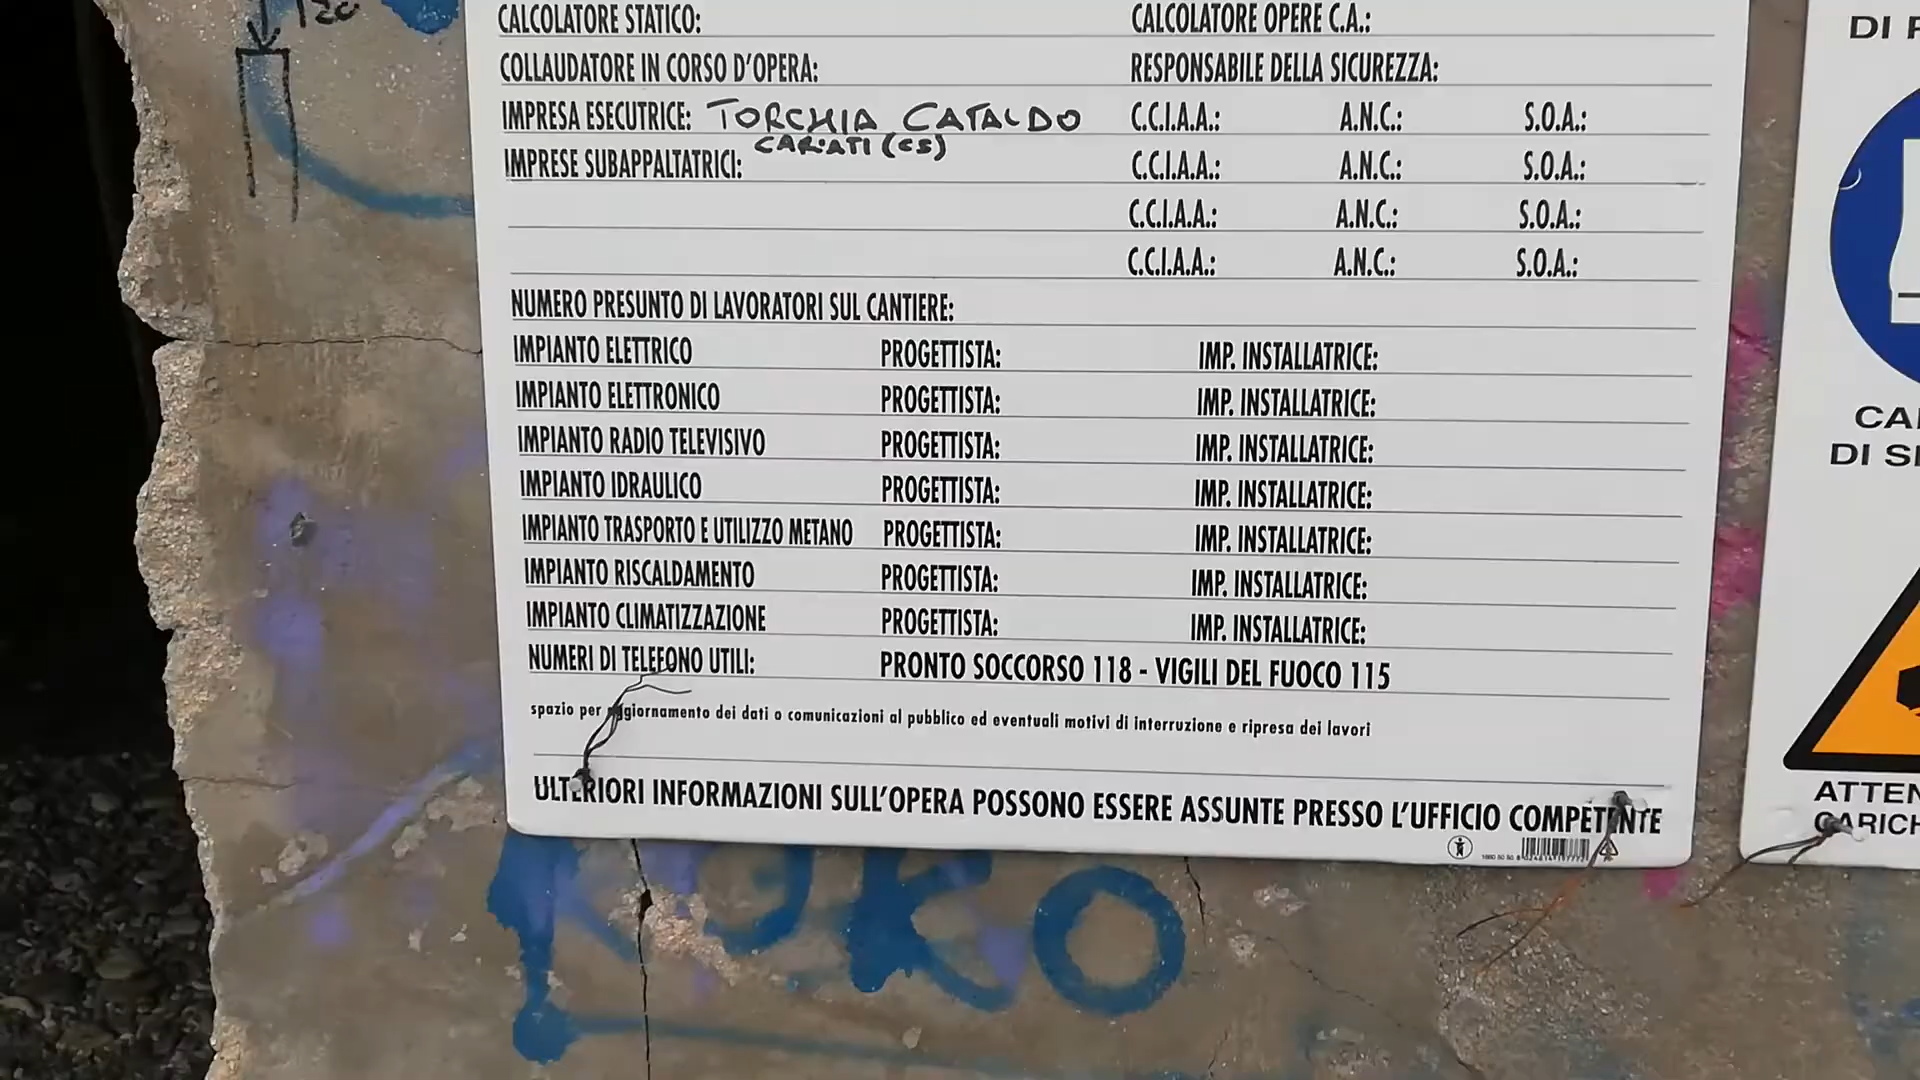 120
CALCOLATORE STATICO: CALCOLATORE OPERE C.A.:
COLLAUDATORE IN CORSO D'OPERA: RESPONSABILE DELLA SICUREZZA:
IMPRESA ESECUTRICE: TORCHIA CATALDO C.C.I.A.A.: A.N.C.: S.O.A.:
CARIATI (CS)
IMPRESE SUBAPPALTATRICI: C.C.I.A.A.: A.N.C.: S.O.A.:
C.C.I.A.A.: A.N.C.: S.O.A.:
C.C.I.A.A.: A.N.C.: S.O.A.:
NUMERO PRESUNTO DI LAVORATORI SUL CANTIERE:
IMPIANTO ELETTRICO PROGETTISTA: IMP. INSTALLATRICE:
IMPIANTO ELETTRONICO PROGETTISTA: IMP. INSTALLATRICE:
IMPIANTO RADIO TELEVISIVO PROGETTISTA: IMP. INSTALLATRICE:
IMPIANTO IDRAULICO PROGETTISTA: IMP. INSTALLATRICE:
IMPIANTO TRASPORTO E UTILIZZO METANO PROGETTISTA: IMP. INSTALLATRICE:
IMPIANTO RISCALDAMENTO PROGETTISTA: IMP. INSTALLATRICE:
IMPIANTO CLIMATIZZAZIONE PROGETTISTA: IMP. INSTALLATRICE:
NUMERI DI TELEFONO UTILI: PRONTO SOCCORSO 118 - VIGILI DEL FUOCO 115
spazio per aggiornamento dei dati o comunicazioni al pubblico ed eventuali motivi di interruzione e ripresa dei lavori
ULTERIORI INFORMAZIONI SULL'OPERA POSSONO ESSERE ASSUNTE PRESSO L'UFFICIO COMPETENTE
DI
CA
DI S
ATTEN
CARICH